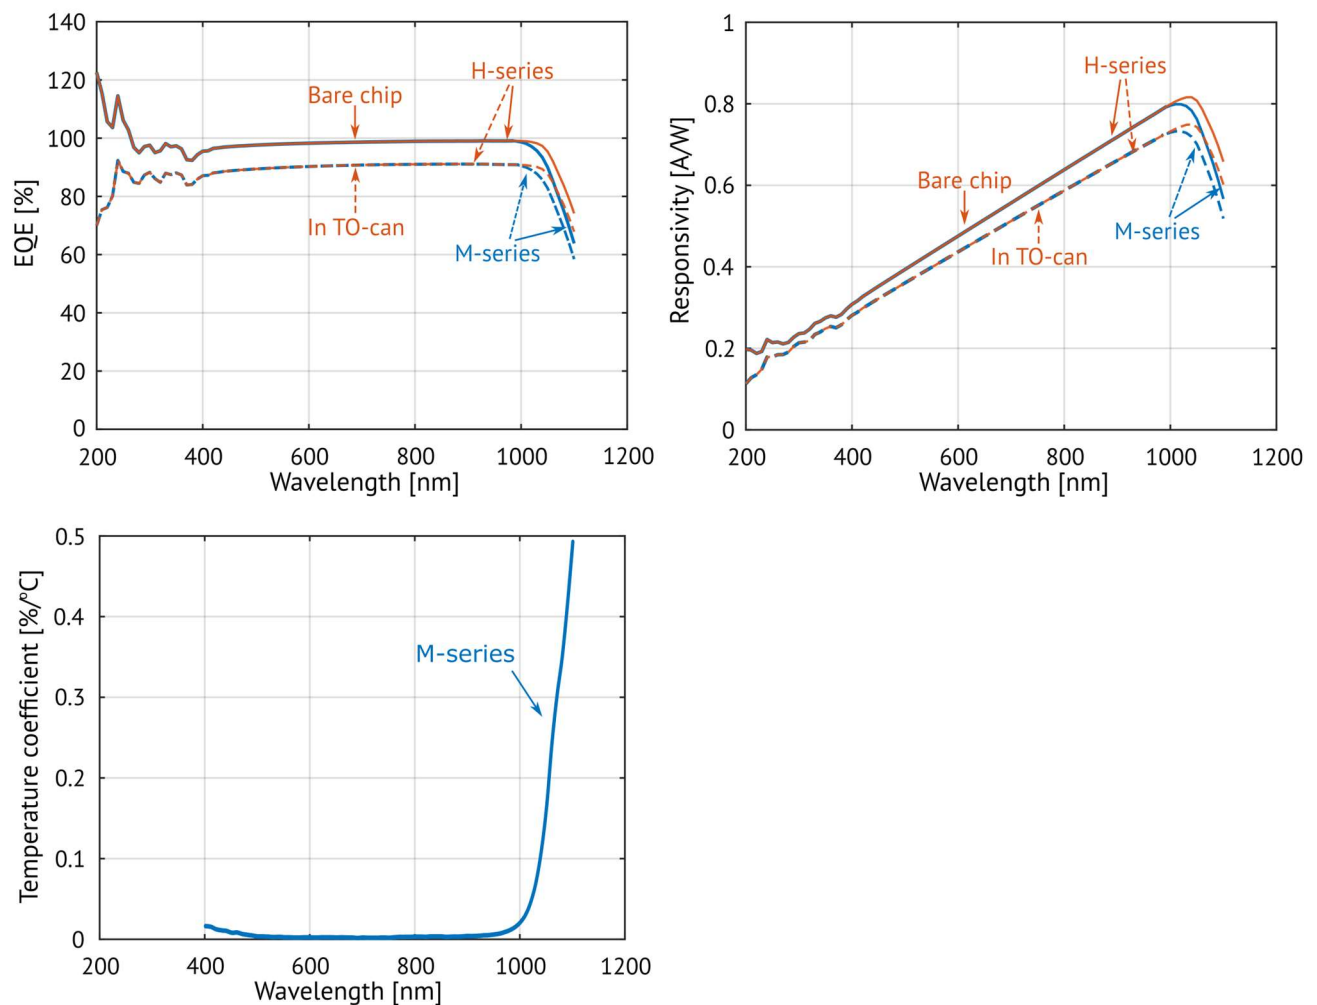 140
120
100
80
60
40
20
0
EQE [%]
H-series
Bare chip
In TO-can
M-series
200 400 600 800 1000 1200
Wavelength [nm]
1
0.8
0.6
0.4
0.2
0
Responsivity [A/W]
H-series
Bare chip
In TO-can
M-series
200 400 600 800 1000 1200
Wavelength [nm]
0.5
0.4
0.3
0.2
0.1
0
Temperature coefficient [%/°C]
M-series
200 400 600 800 1000 1200
Wavelength [nm]